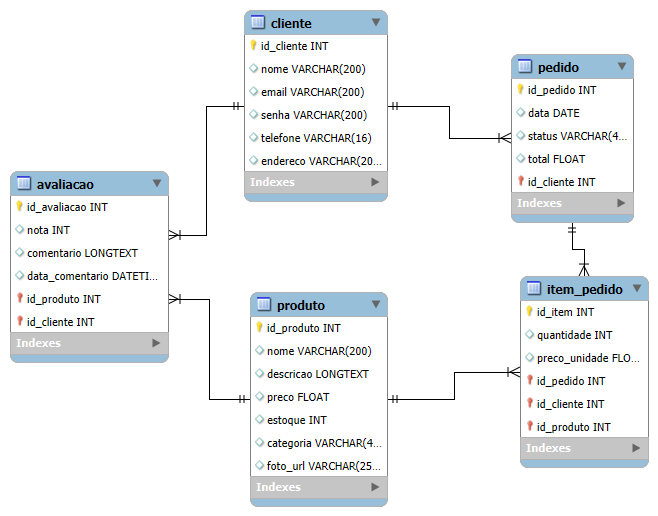 cliente
id_cliente INT
nome VARCHAR(200)
email VARCHAR(200)
senha VARCHAR(200)
telefone VARCHAR(16)
endereco VARCHAR(20...
Indexes
pedido
id_pedido INT
data DATE
status VARCHAR(4...
total FLOAT
id_cliente INT
Indexes
avaliacao
id_avaliacao INT
nota INT
comentario LONGTEXT
data_comentario DATETI...
id_produto INT
id_cliente INT
Indexes
produto
id_produto INT
nome VARCHAR(200)
descricao LONGTEXT
preco FLOAT
estoque INT
categoria VARCHAR(4...
foto_url VARCHAR(25...
Indexes
item_pedido
id_item INT
quantidade INT
preco_unidade FLO...
id_pedido INT
id_cliente INT
id_produto INT
Indexes